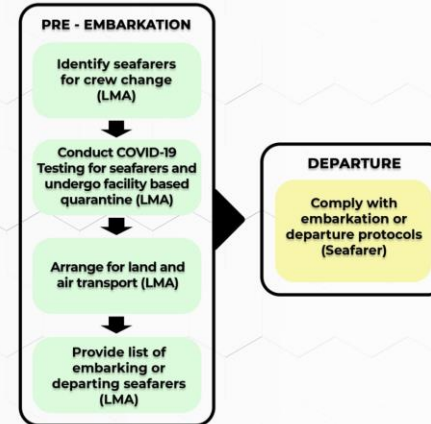 PRE - EMBARKATION
Identify seafarers
for crew change
(LMA)
Conduct COVID-19
Testing for seafarers and
undergo facility based
quarantine (LMA)
Arrange for land and
air transport (LMA)
Provide list of
embarking or
departing seafarers
(LMA)
DEPARTURE
Comply with
embarkation or
departure protocols
(Seafarer)